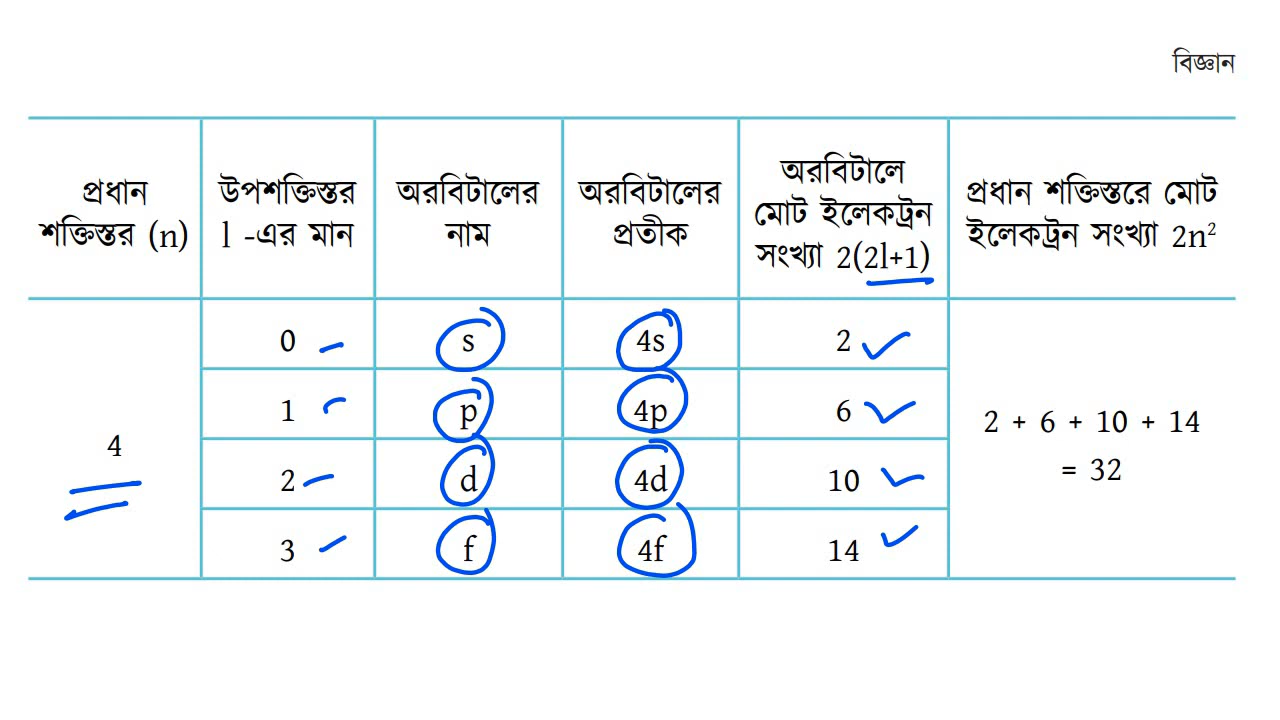 বিজ্ঞান
প্রধান
শক্তিস্তর (n)
উপশক্তিস্তর
l -এর মান
অরবিটালের
নাম
অরবিটালের
প্রতীক
অরবিটালে
মোট ইলেকট্রন
সংখ্যা 2(2l+1)
প্রধান শক্তিস্তরে মোট
ইলেকট্রন সংখ্যা 2n²
4
0 s 4s 2
1 p 4p 6
2 d 4d 10
3 f 4f 14
2 + 6 + 10 + 14
= 32